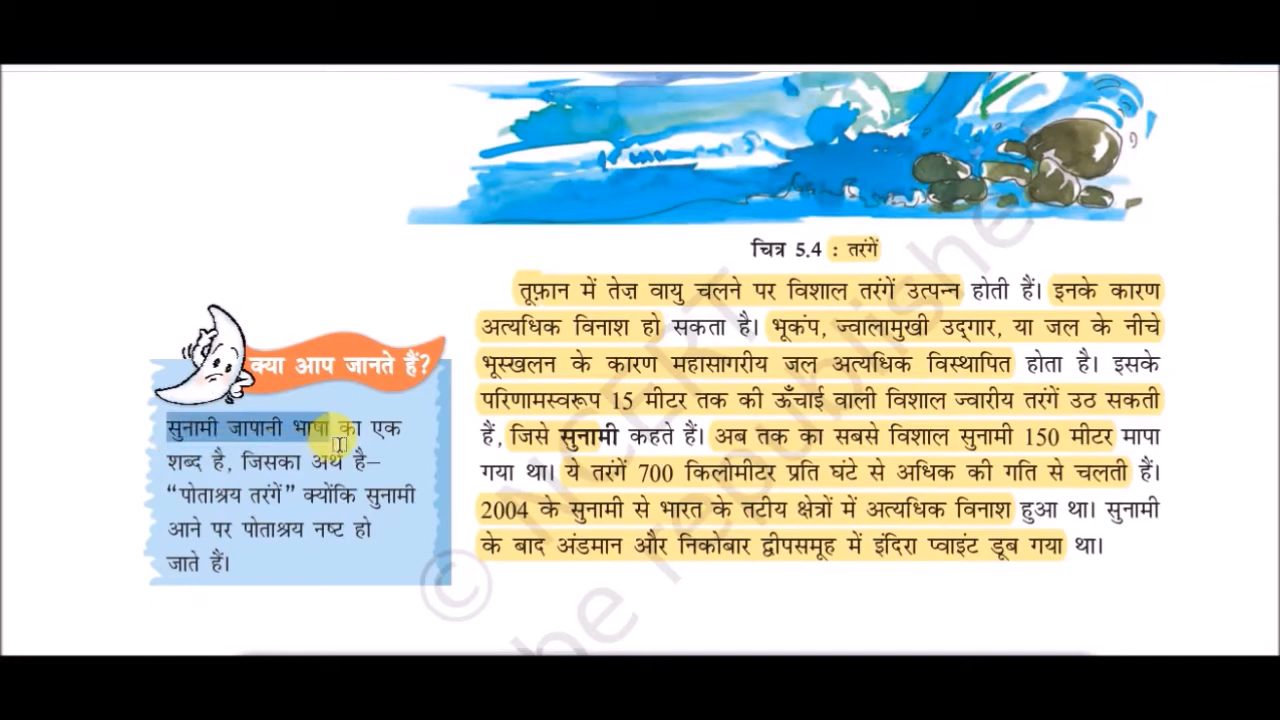 चित्र 5.4 : तरंगें
तूफ़ान में तेज़ वायु चलने पर विशाल तरंगें उत्पन्न होती हैं। इनके कारण
अत्यधिक विनाश हो सकता है। भूकंप, ज्वालामुखी उद्‌गार, या जल के नीचे
भूस्खलन के कारण महासागरीय जल अत्यधिक विस्थापित होता है। इसके
परिणामस्वरूप 15 मीटर तक की ऊँचाई वाली विशाल ज्वारीय तरंगें उठ सकती
हैं, जिसे सुनामी कहते हैं। अब तक का सबसे विशाल सुनामी 150 मीटर मापा
गया था। ये तरंगें 700 किलोमीटर प्रति घंटे से अधिक की गति से चलती हैं।
2004 के सुनामी से भारत के तटीय क्षेत्रों में अत्यधिक विनाश हुआ था। सुनामी
के बाद अंडमान और निकोबार द्वीपसमूह में इंदिरा प्वाइंट डूब गया था।
क्या आप जानते हैं?
सुनामी जापानी भाषा का एक
शब्द है, जिसका अर्थ है–
“पोताश्रय तरंगें” क्योंकि सुनामी
आने पर पोताश्रय नष्ट हो
जाते हैं।
© NCERT
be republishe